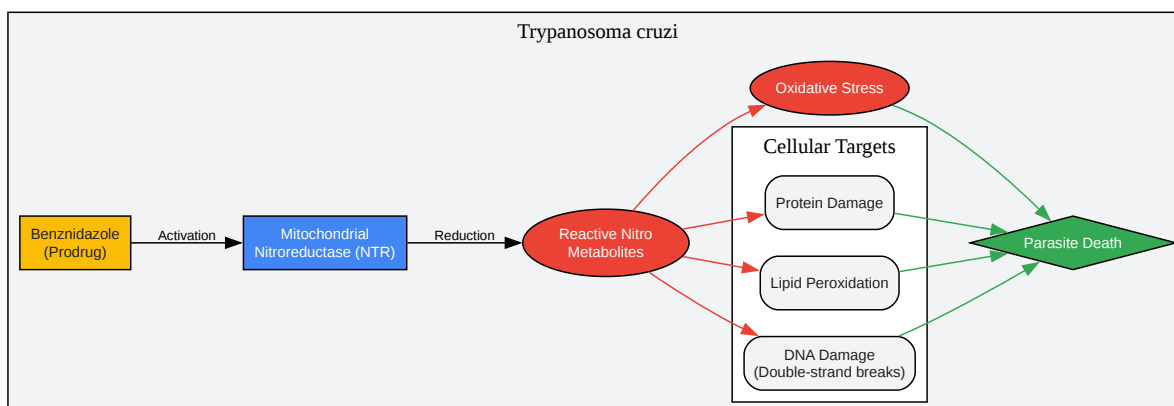 Trypanosoma cruzi
Oxidative Stress
Cellular Targets
Protein Damage
Benznidazole
(Prodrug)
Activation
Mitochondrial
Nitroreductase (NTR)
Reduction
Reactive Nitro
Metabolites
Parasite Death
Lipid Peroxidation
DNA Damage
(Double-strand breaks)